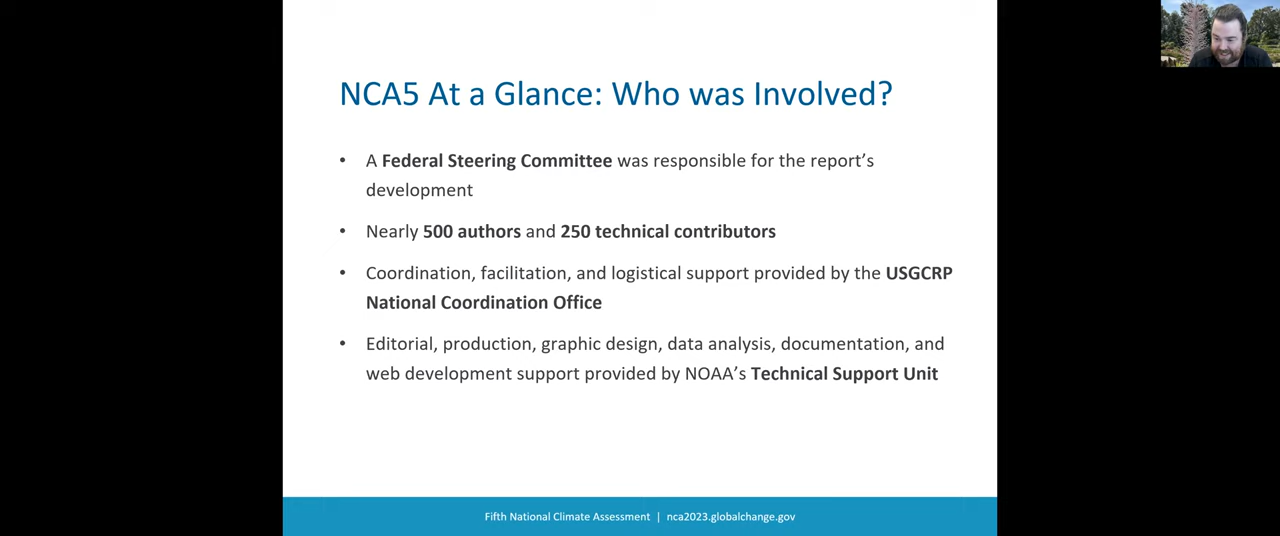 NCA5 At a Glance: Who was Involved?
• A Federal Steering Committee was responsible for the report’s
development
• Nearly 500 authors and 250 technical contributors
• Coordination, facilitation, and logistical support provided by the USGCRP
National Coordination Office
• Editorial, production, graphic design, data analysis, documentation, and
web development support provided by NOAA’s Technical Support Unit
Fifth National Climate Assessment | nca2023.globalchange.gov